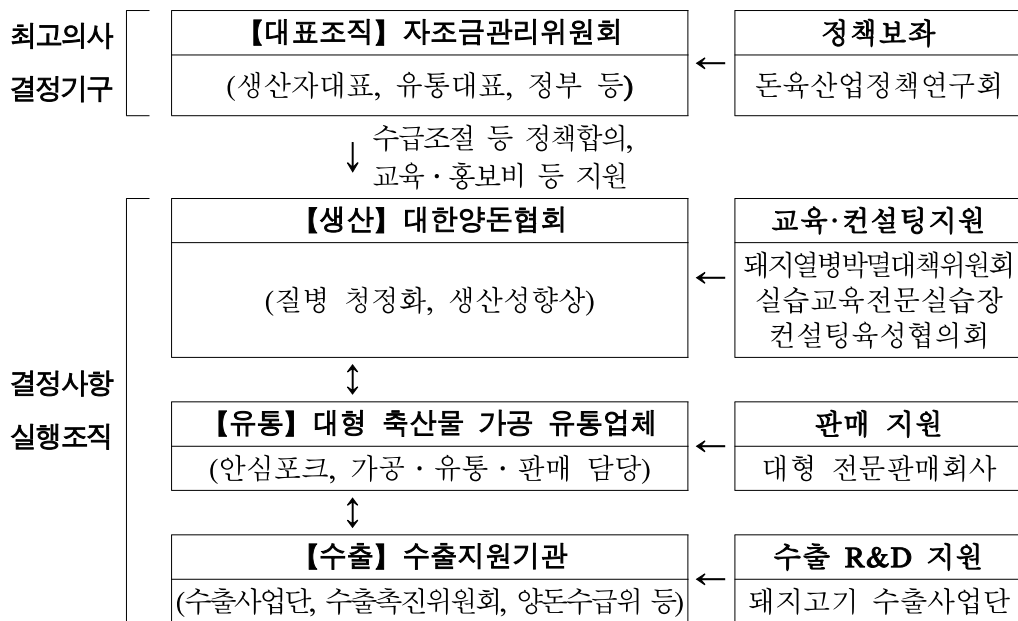 최고의사
결정기구
【대표조직】 자조금관리위원회
(생산자대표, 유통대표, 정부 등)
정책보좌
돈육산업정책연구회
수급조절 등 정책합의,
교육·홍보비 등 지원
결정사항
실행조직
【생산】 대한양돈협회
(질병 청정화, 생산성향상)
교육·컨설팅지원
돼지열병박멸대책위원회
실습교육전문실습장
컨설팅육성협의회
【유통】 대형 축산물 가공 유통업체
(안심포크, 가공·유통·판매 담당)
판매 지원
대형 전문판매회사
【수출】 수출지원기관
(수출사업단, 수출촉진위원회, 양돈수급위 등)
수출 R&D 지원
돼지고기 수출사업단